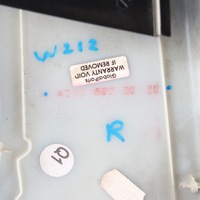 W212
GlobalParts
WARRANTY VOID
IF REMOVED
R
Q1